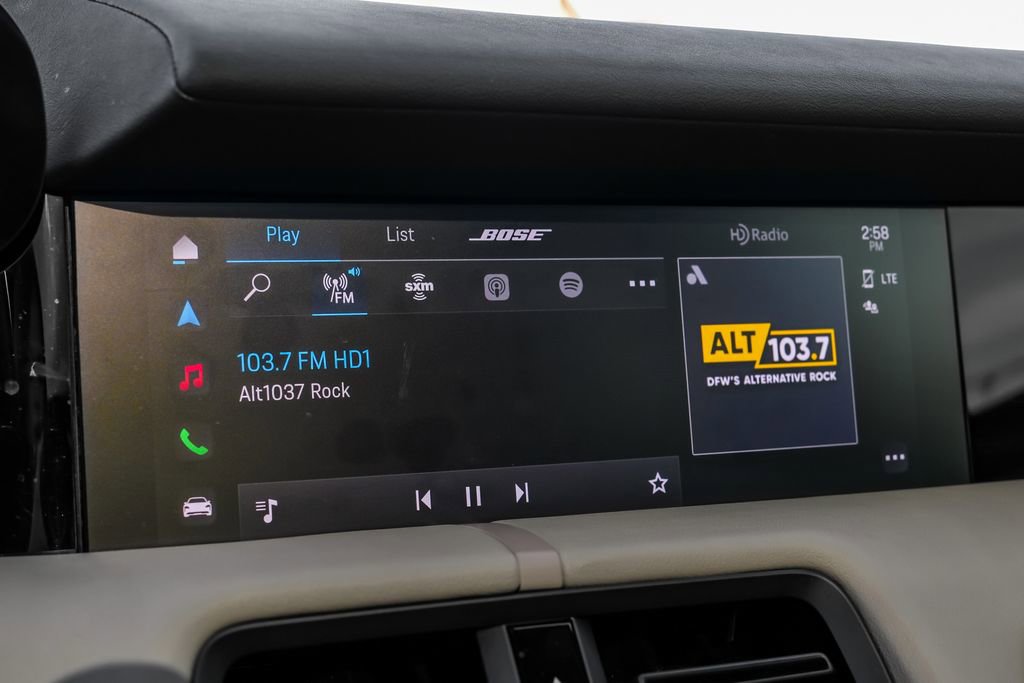 Play
List
BOSE
HD Radio
2:58
PM
FM
sxm
LTE
103.7 FM HD1
Alt1037 Rock
ALT 103.7
DFW'S ALTERNATIVE ROCK